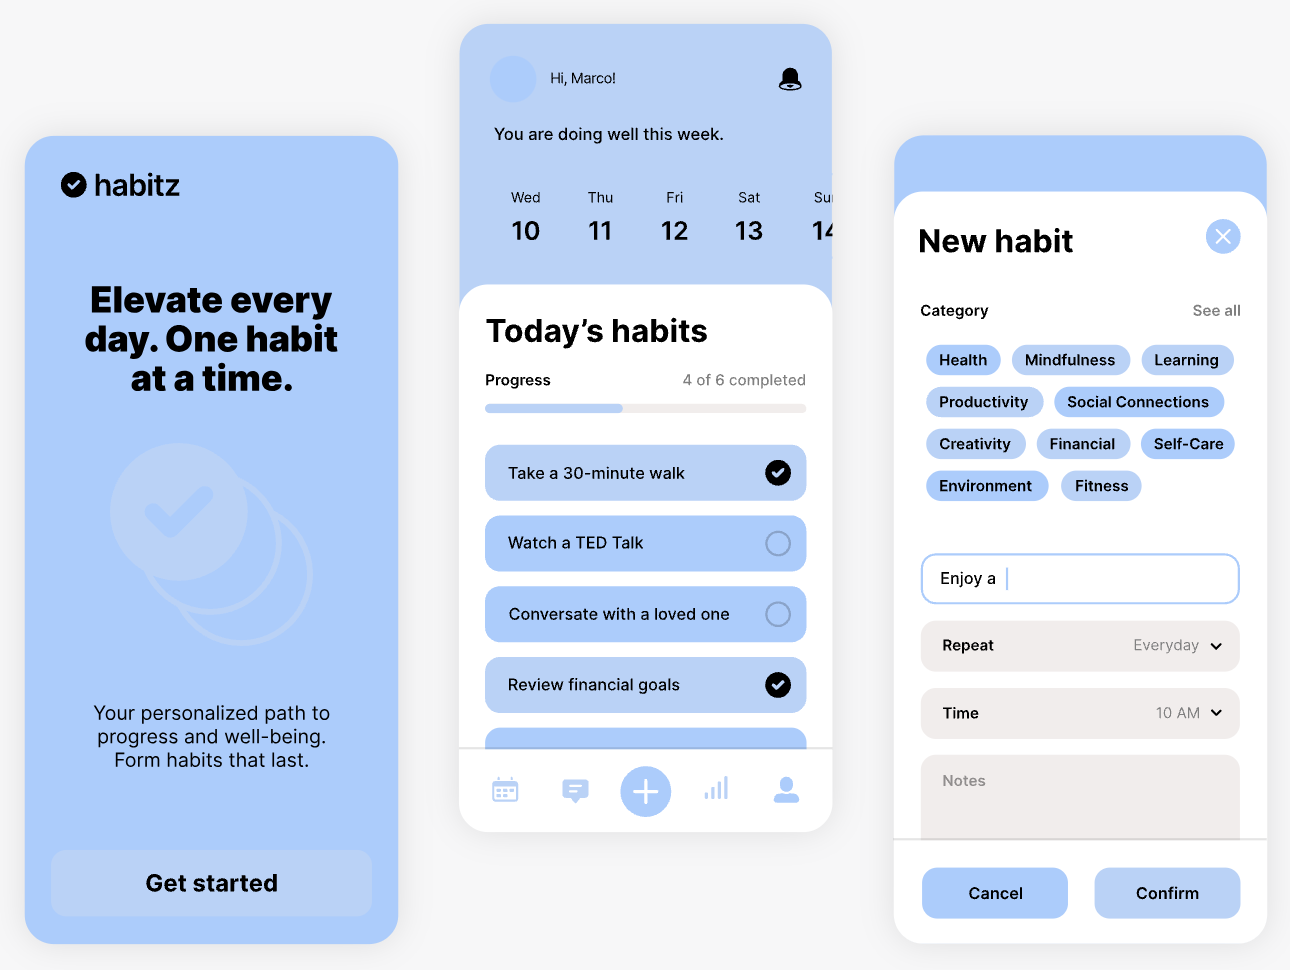 habitz
Elevate every
day. One habit
at a time.
Your personalized path to
progress and well-being.
Form habits that last.
Get started
Hi, Marco!
You are doing well this week.
Wed Thu Fri Sat Sun
10 11 12 13 14
Today’s habits
Progress 4 of 6 completed
Take a 30-minute walk
Watch a TED Talk
Conversate with a loved one
Review financial goals
New habit
Category See all
Health Mindfulness Learning
Productivity Social Connections
Creativity Financial Self-Care
Environment Fitness
Enjoy a
Repeat Everyday
Time 10 AM
Notes
Cancel Confirm